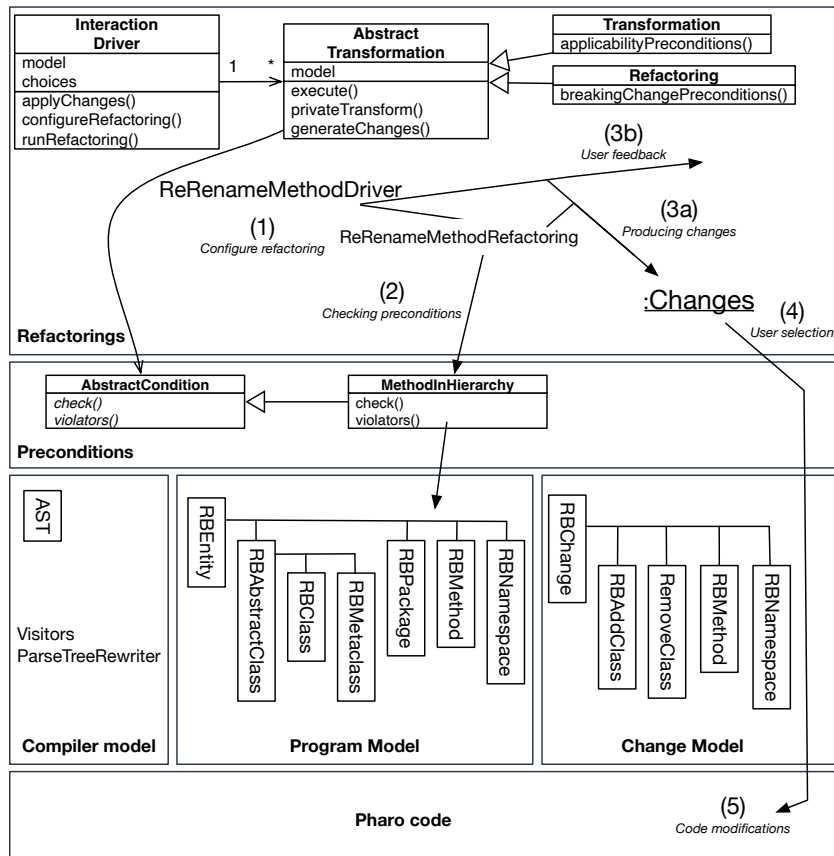 Interaction
Driver
model
choices
applyChanges()
configureRefactoring()
runRefactoring()
1
*
Abstract
Transformation
model
execute()
privateTransform()
generateChanges()
Transformation
applicabilityPreconditions()
Refactoring
breakingChangePreconditions()
(3b)
User feedback
ReRenameMethodDriver
(1)
Configure refactoring
ReRenameMethodRefactoring
(3a)
Producing changes
(2)
Checking preconditions
:Changes
(4)
User selection
Refactorings
AbstractCondition
check()
violators()
MethodInHierarchy
check()
violators()
Preconditions
AST
Visitors
ParseTreeRewriter
Compiler model
RBEntity
RBAbstractClass
RBClass
RBMetaclass
RBPackage
RBMethod
RBNamespace
Program Model
RBChange
RBAddClass
RemoveClass
RBMethod
RBNamespace
Change Model
Pharo code
(5)
Code modifications